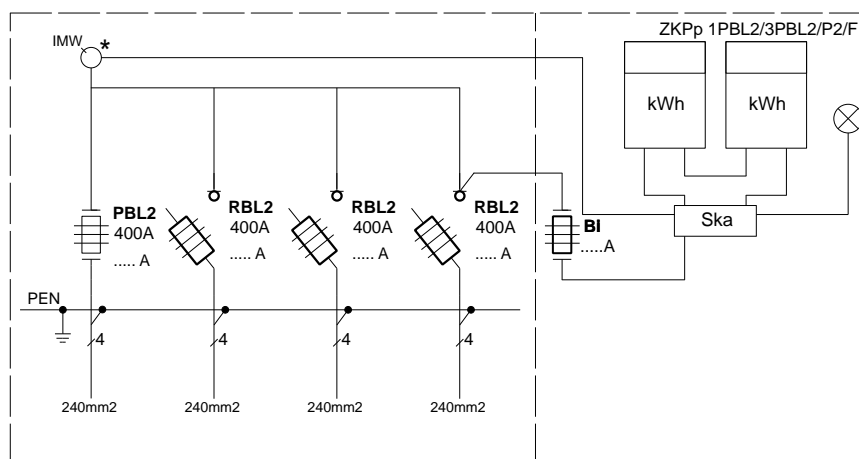 IMW *
ZKPp 1PBL2/3PBL2/P2/F
kWh kWh
PBL2
400A
..... A
RBL2
400A
..... A
RBL2
400A
..... A
RBL2
400A
..... A
BI
.....A
Ska
PEN
4 4 4 4
240mm2 240mm2 240mm2 240mm2